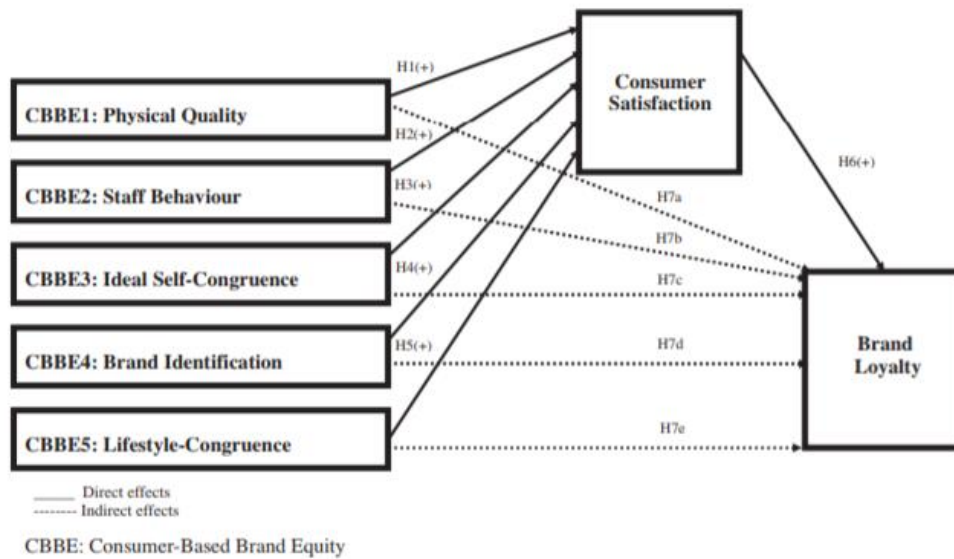 H1(+)
Consumer
Satisfaction
CBBE1: Physical Quality
H2(+)
H6(+)
CBBE2: Staff Behaviour
H3(+)
H7a
H7b
CBBE3: Ideal Self-Congruence
H4(+)
H7c
CBBE4: Brand Identification
H5(+)
H7d
Brand
Loyalty
CBBE5: Lifestyle-Congruence
H7e
Direct effects
Indirect effects
CBBE: Consumer-Based Brand Equity